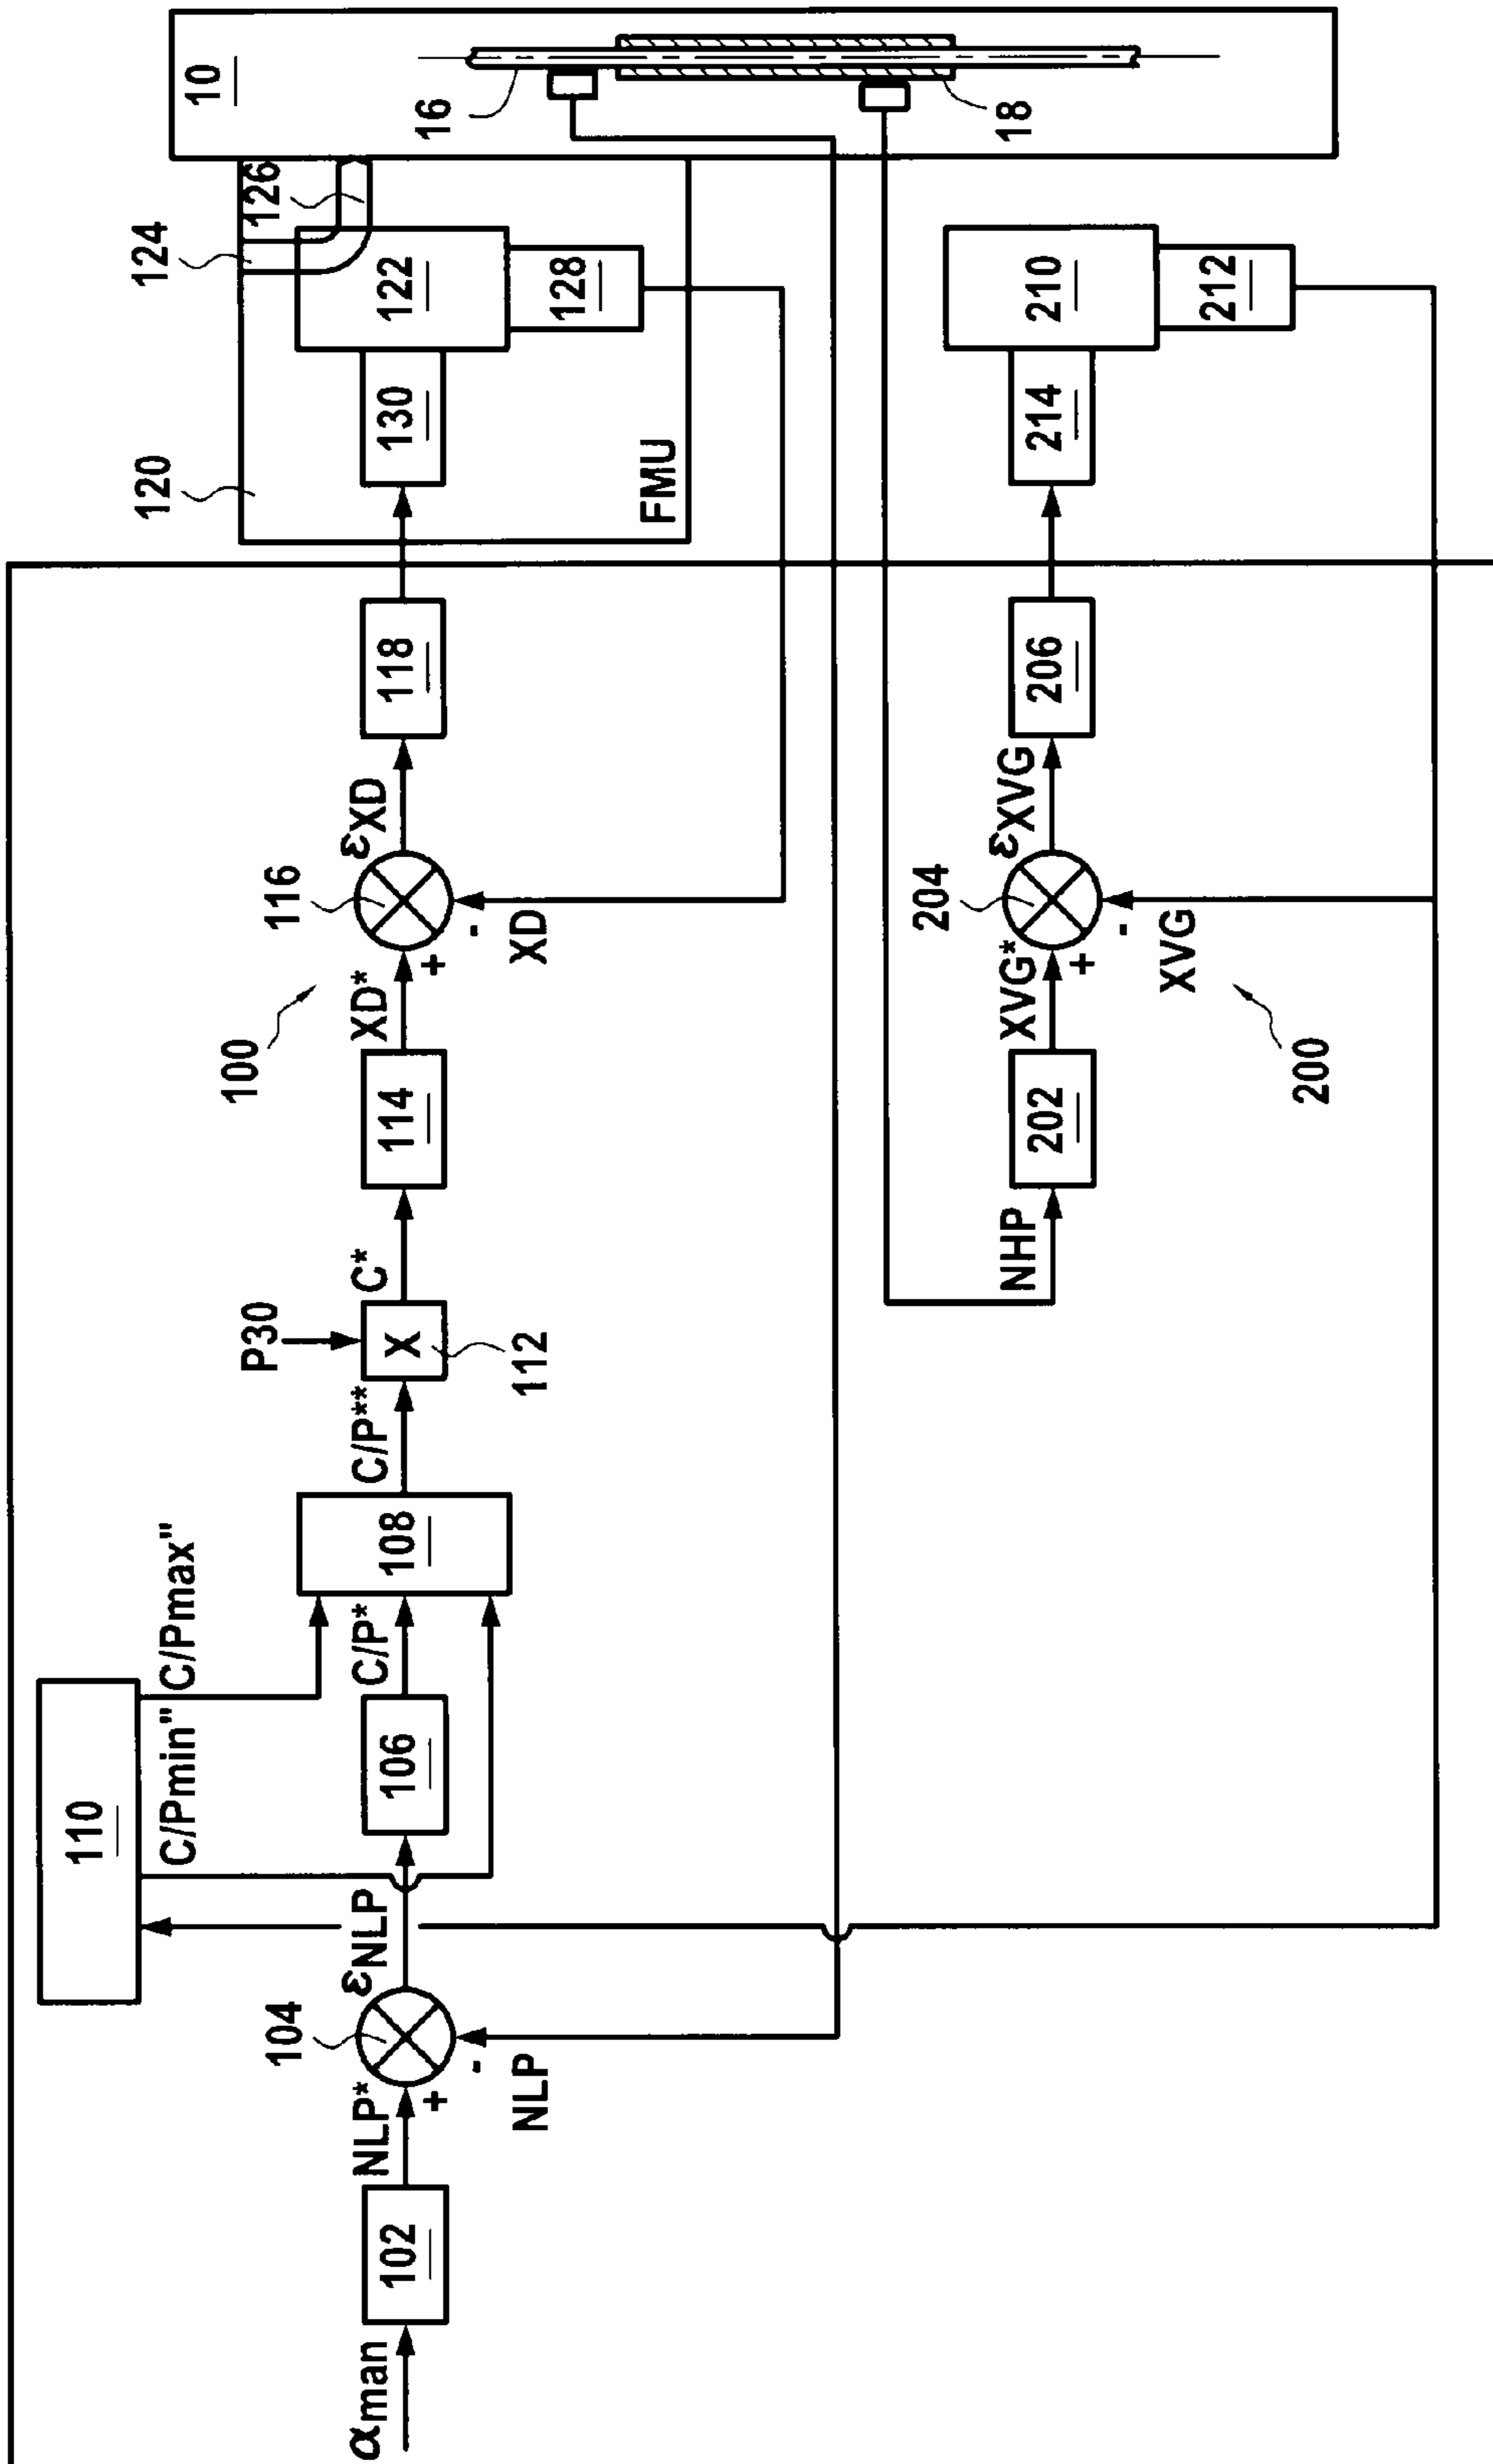 110
C/Pmin" C/Pmax"
αman
102
NLP*
+
-
NLP
104
εNLP
106
C/P*
108
C/P**
P30
X
112
C*
114
XD*
100
+
-
XD
116
εXD
118
120
FMU
130
122
124
126
128
10
16
18
NHP
202
XVG*
+
-
XVG
200
204
εXVG
206
214
210
212